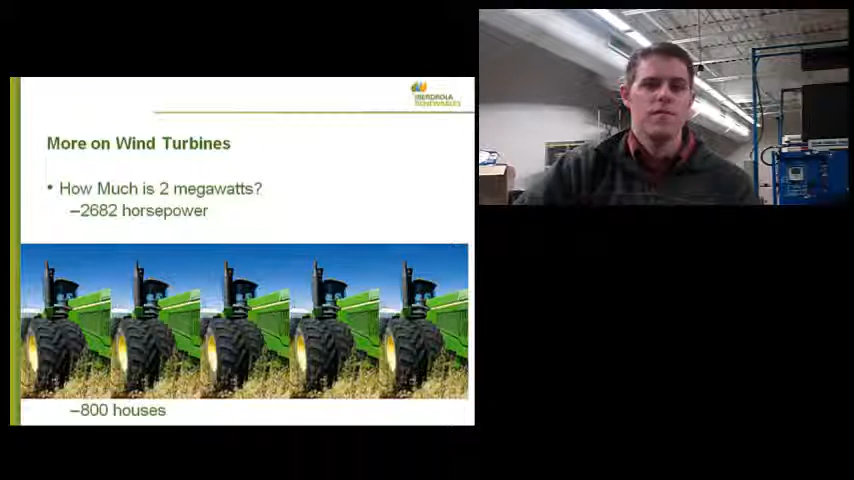 IBERDROLA
RENEWABLES
More on Wind Turbines
• How Much is 2 megawatts?
–2682 horsepower
–800 houses